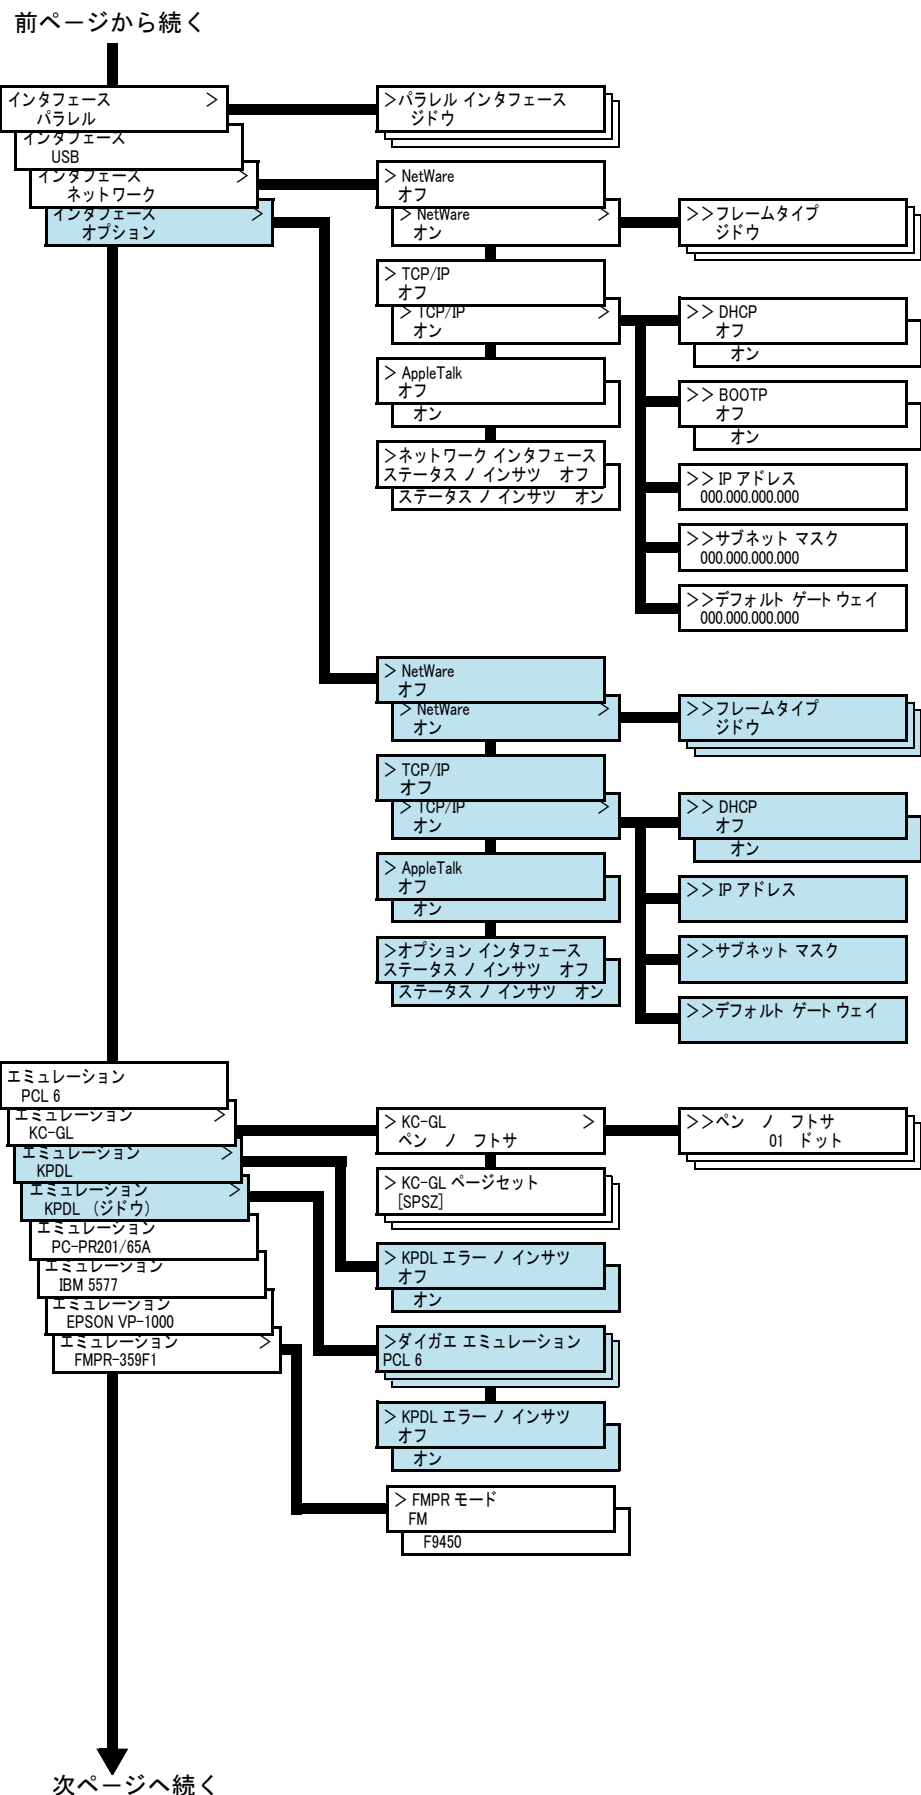 前ページから続く
インタフェース >
パラレル
インタフェース
USB
インタフェース >
ネットワーク
インタフェース >
オプション
>パラレル インタフェース
ジドウ
> NetWare
オフ
> NetWare >
オン
>>フレームタイプ
ジドウ
> TCP/IP
オフ
> TCP/IP >
オン
>> DHCP
オフ
オン
>> BOOTP
オフ
オン
>> IP アドレス
000.000.000.000
>>サブネット マスク
000.000.000.000
>>デフォルト ゲートウェイ
000.000.000.000
> AppleTalk
オフ
オン
>ネットワーク インタフェース
ステータス ノ インサツ オフ
ステータス ノ インサツ オン
> NetWare
オフ
> NetWare >
オン
>>フレームタイプ
ジドウ
> TCP/IP
オフ
> TCP/IP >
オン
>> DHCP
オフ
オン
>> IP アドレス
>>サブネット マスク
>>デフォルト ゲートウェイ
> AppleTalk
オフ
オン
>オプション インタフェース
ステータス ノ インサツ オフ
ステータス ノ インサツ オン
エミュレーション
PCL 6
エミュレーション >
KC-GL
エミュレーション >
KPDL
エミュレーション >
KPDL (ジドウ)
エミュレーション
PC-PR201/65A
エミュレーション
IBM 5577
エミュレーション
EPSON VP-1000
エミュレーション >
FMPR-359F1
> KC-GL >
ペン ノ フトサ
>>ペン ノ フトサ
01 ドット
> KC-GL ページセット
[SPSZ]
> KPDL エラー ノ インサツ
オフ
オン
>ダイガエ エミュレーション
PCL 6
> KPDL エラー ノ インサツ
オフ
オン
> FMPR モード
FM
F9450
次ページへ続く